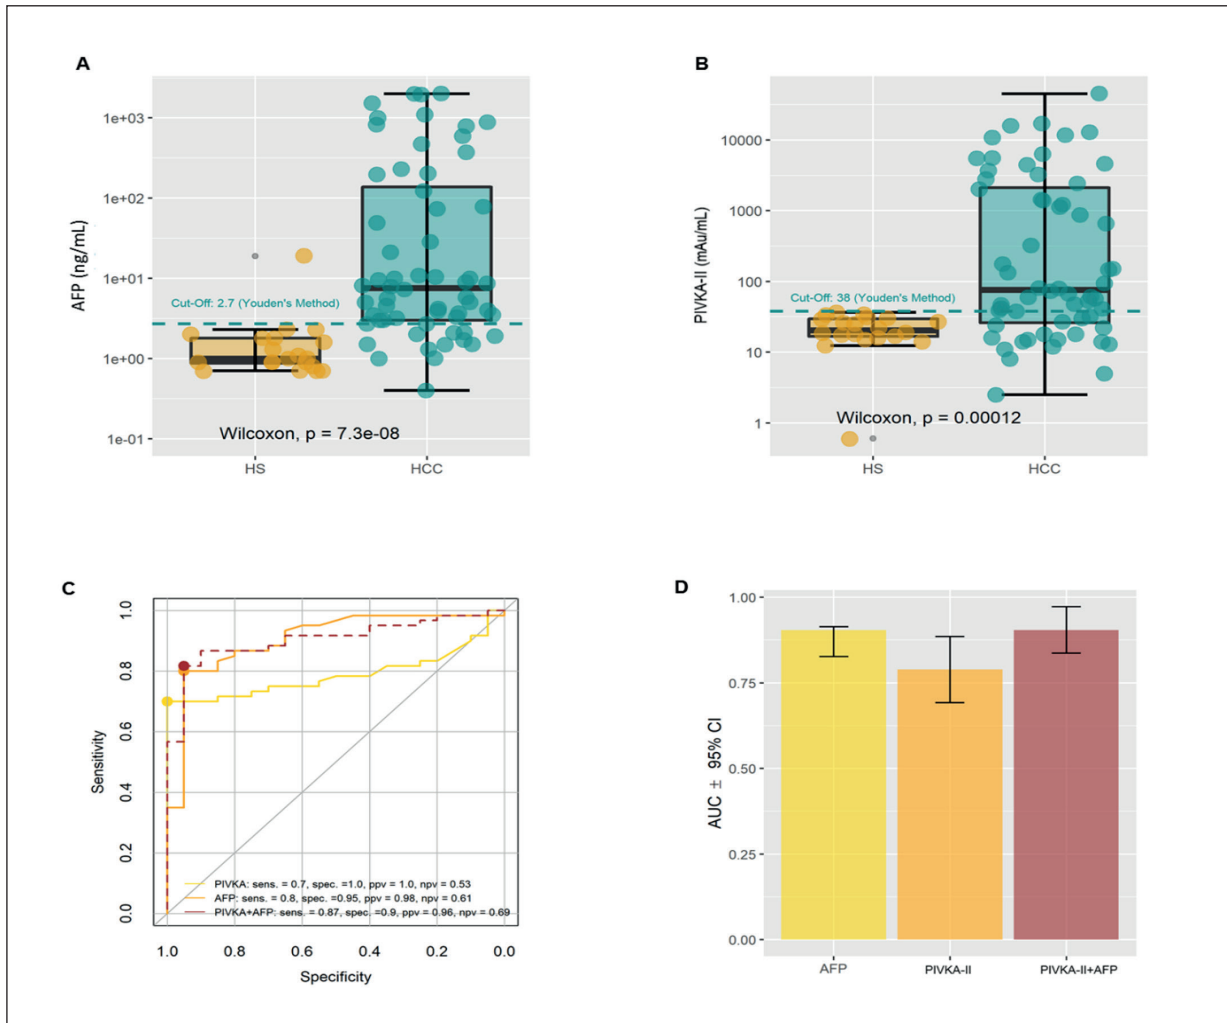 A
AFP (ng/mL)
1e+03
1e+02
1e+01
1e+00
1e-01
Cut-Off: 2.7 (Youden's Method)
Wilcoxon, p = 7.3e-08
HS
HCC
B
PIVKA-II (mAu/mL)
10000
1000
100
10
1
Cut-Off: 38 (Youden's Method)
Wilcoxon, p = 0.00012
HS
HCC
C
Sensitivity
1.0
0.8
0.6
0.4
0.2
0.0
PIVKA: sens. = 0.7, spec. =1.0, ppv = 1.0, npv = 0.53
AFP: sens. = 0.8, spec. =0.95, ppv = 0.98, npv = 0.61
PIVKA+AFP: sens. = 0.87, spec. =0.9, ppv = 0.96, npv = 0.69
1.0 0.8 0.6 0.4 0.2 0.0
Specificity
D
AUC ± 95% CI
1.00
0.75
0.50
0.25
0.00
AFP
PIVKA-II
PIVKA-II+AFP